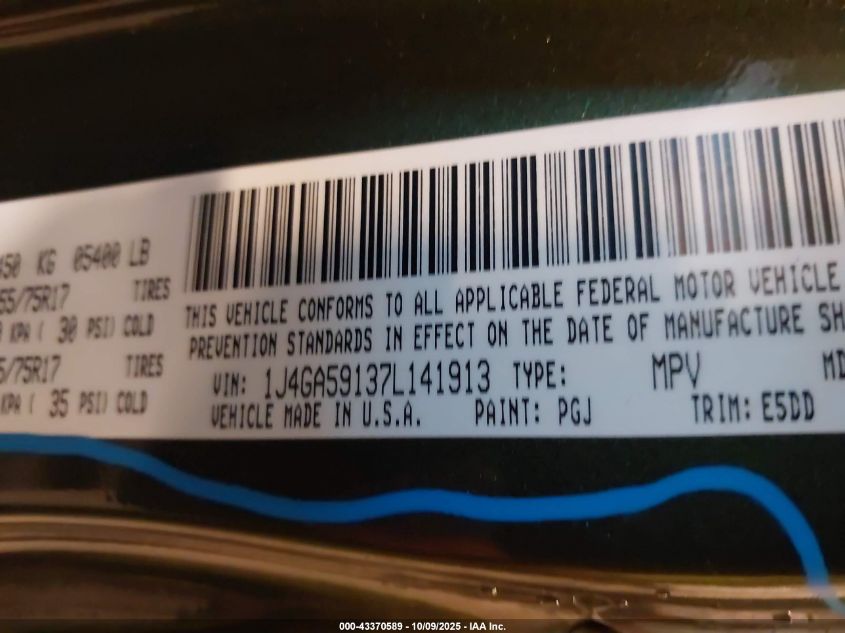 450 KG 05400 LB
55/75R17 TIRES
KPA ( 30 PSI) COLD
5/75R17 TIRES
KPA ( 35 PSI) COLD
THIS VEHICLE CONFORMS TO ALL APPLICABLE FEDERAL MOTOR VEHICLE
PREVENTION STANDARDS IN EFFECT ON THE DATE OF MANUFACTURE SH
VIN: 1J4GA59137L141913 TYPE: MPV MD
VEHICLE MADE IN U.S.A. PAINT: PGJ TRIM: E5DD
000-43370589 - 10/09/2025 - IAA Inc.